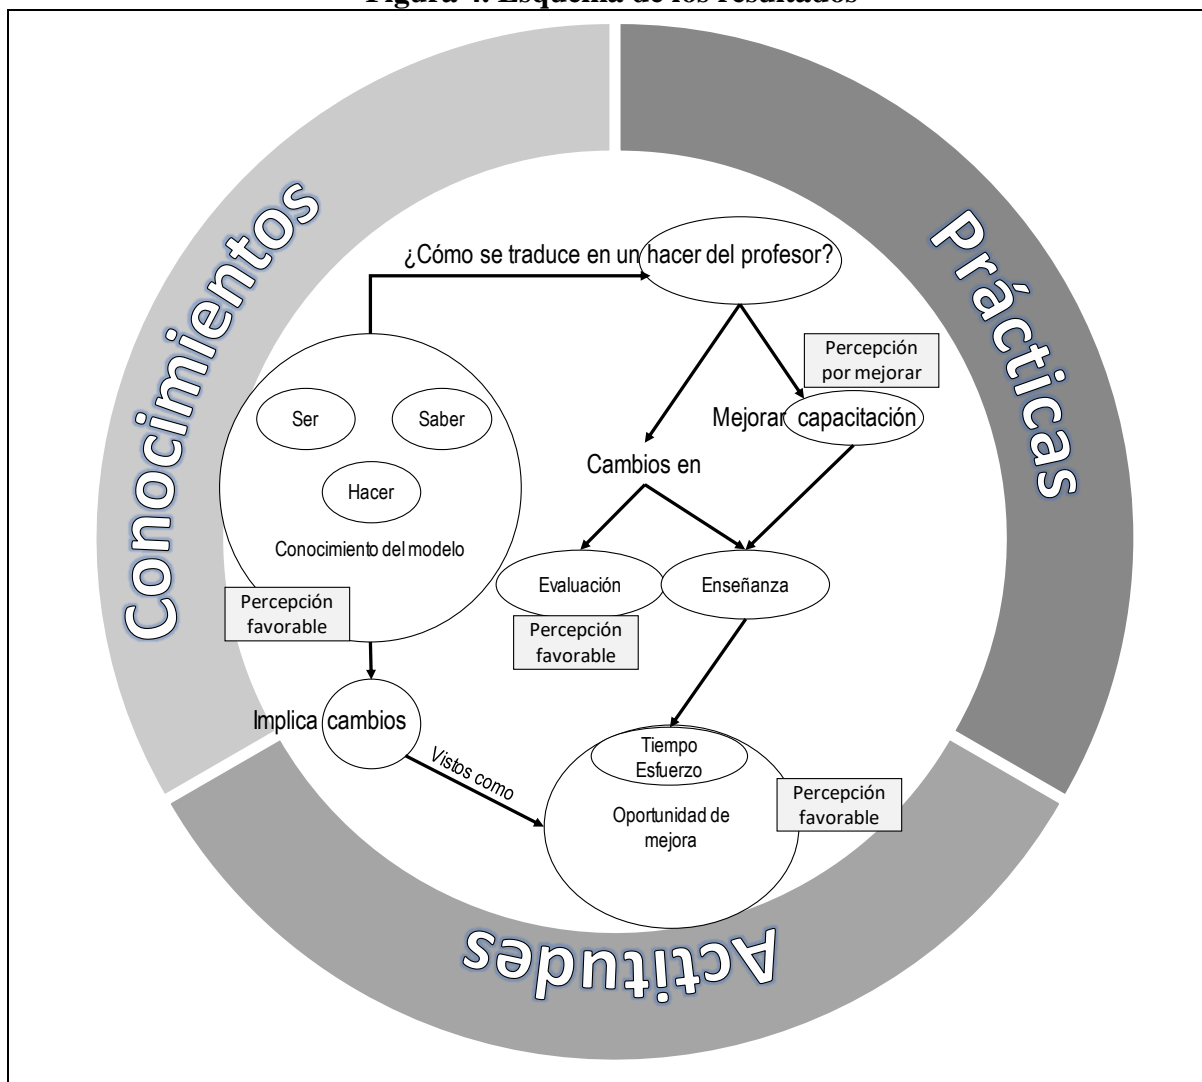 Figura 4. Esquema de los resultados
Conocimientos
Prácticas
¿Cómo se traduce en un hacer del profesor?
Percepción
por mejorar
Ser
Saber
Mejorar capacitación
Hacer
Cambios en
Conocimiento del modelo
Evaluación
Enseñanza
Percepción
favorable
Percepción
favorable
Implica cambios
Vistos como
Tiempo
Esfuerzo
Oportunidad de
mejora
Percepción
favorable
Actitudes